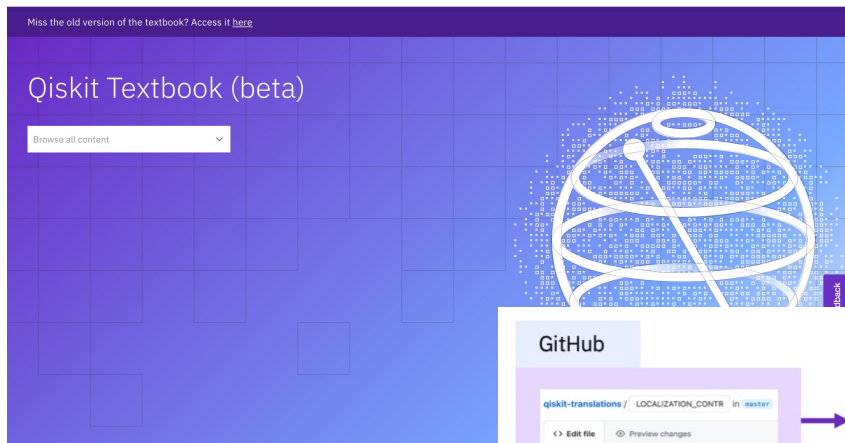 Miss the old version of the textbook? Access it here
Qiskit Textbook (beta)
Browse all content
dback
GitHub
qiskit-translations / LOCALIZATION_CONTR in master
<> Edit file Preview changes